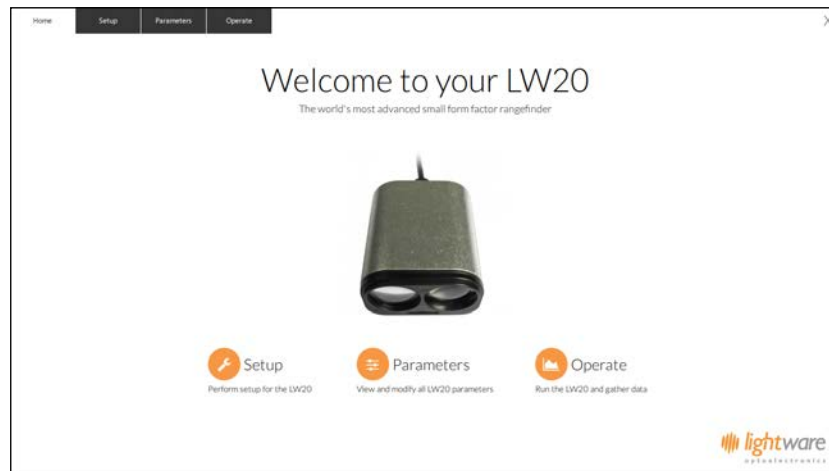 Home Setup Parameters Operate
Welcome to your LW20
The world's most advanced small form factor rangefinder
Setup Parameters Operate
Perform setup for the LW20 View and modify all LW20 parameters Run the LW20 and gather data
lightware
optoelectronics